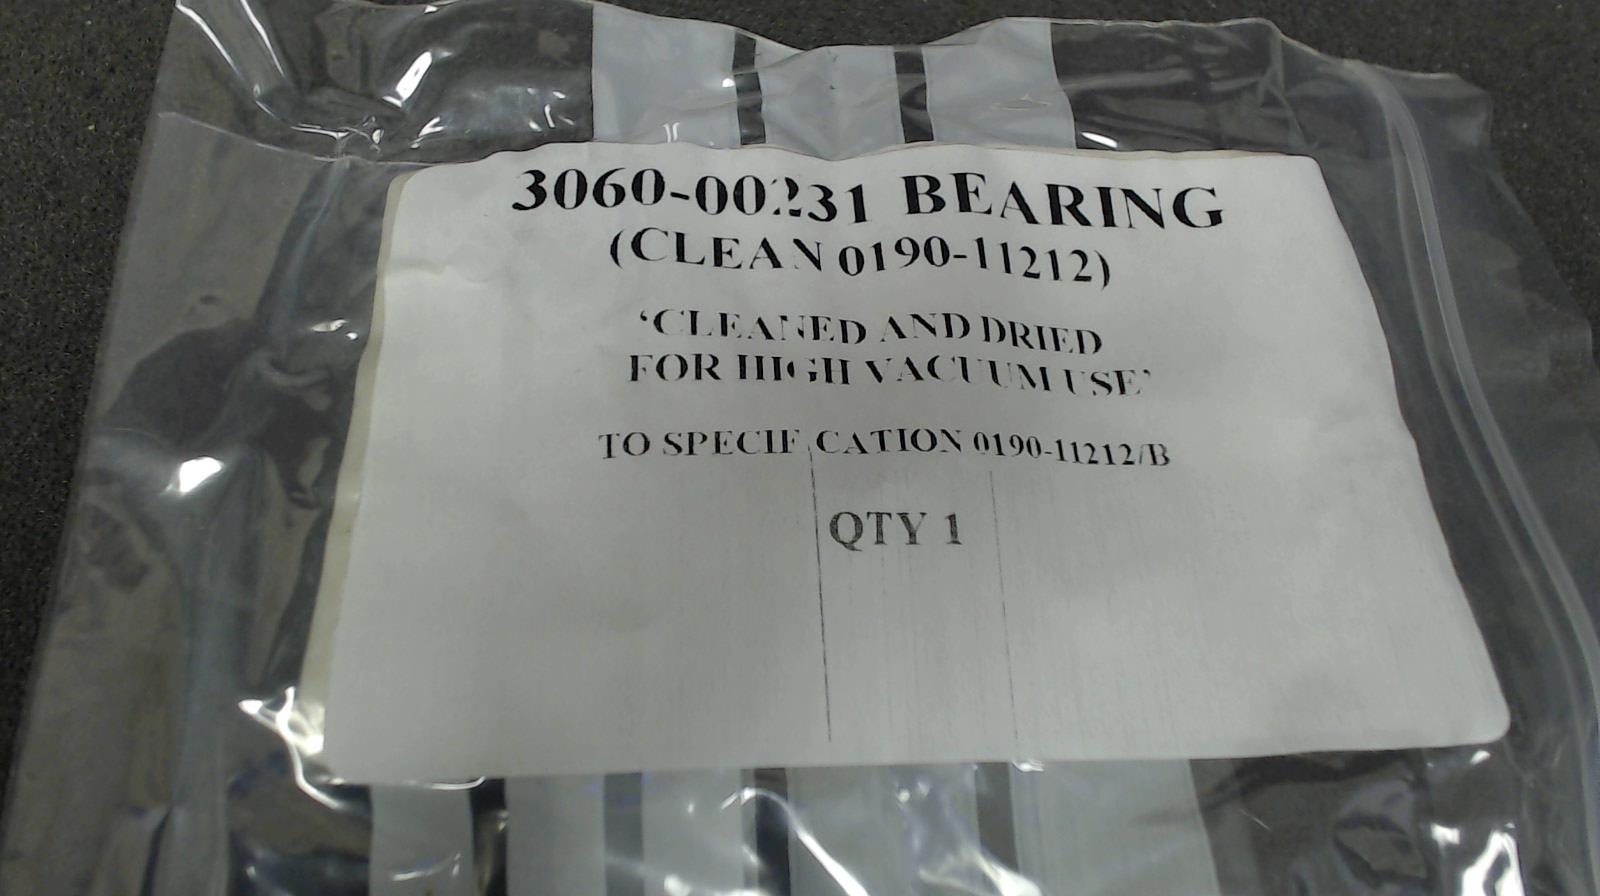 3060-00231 BEARING
(CLEAN 0190-11212)
'CLEANED AND DRIED
FOR HIGH VACUUM USE'
TO SPECIFICATION 0190-11212/B
QTY 1